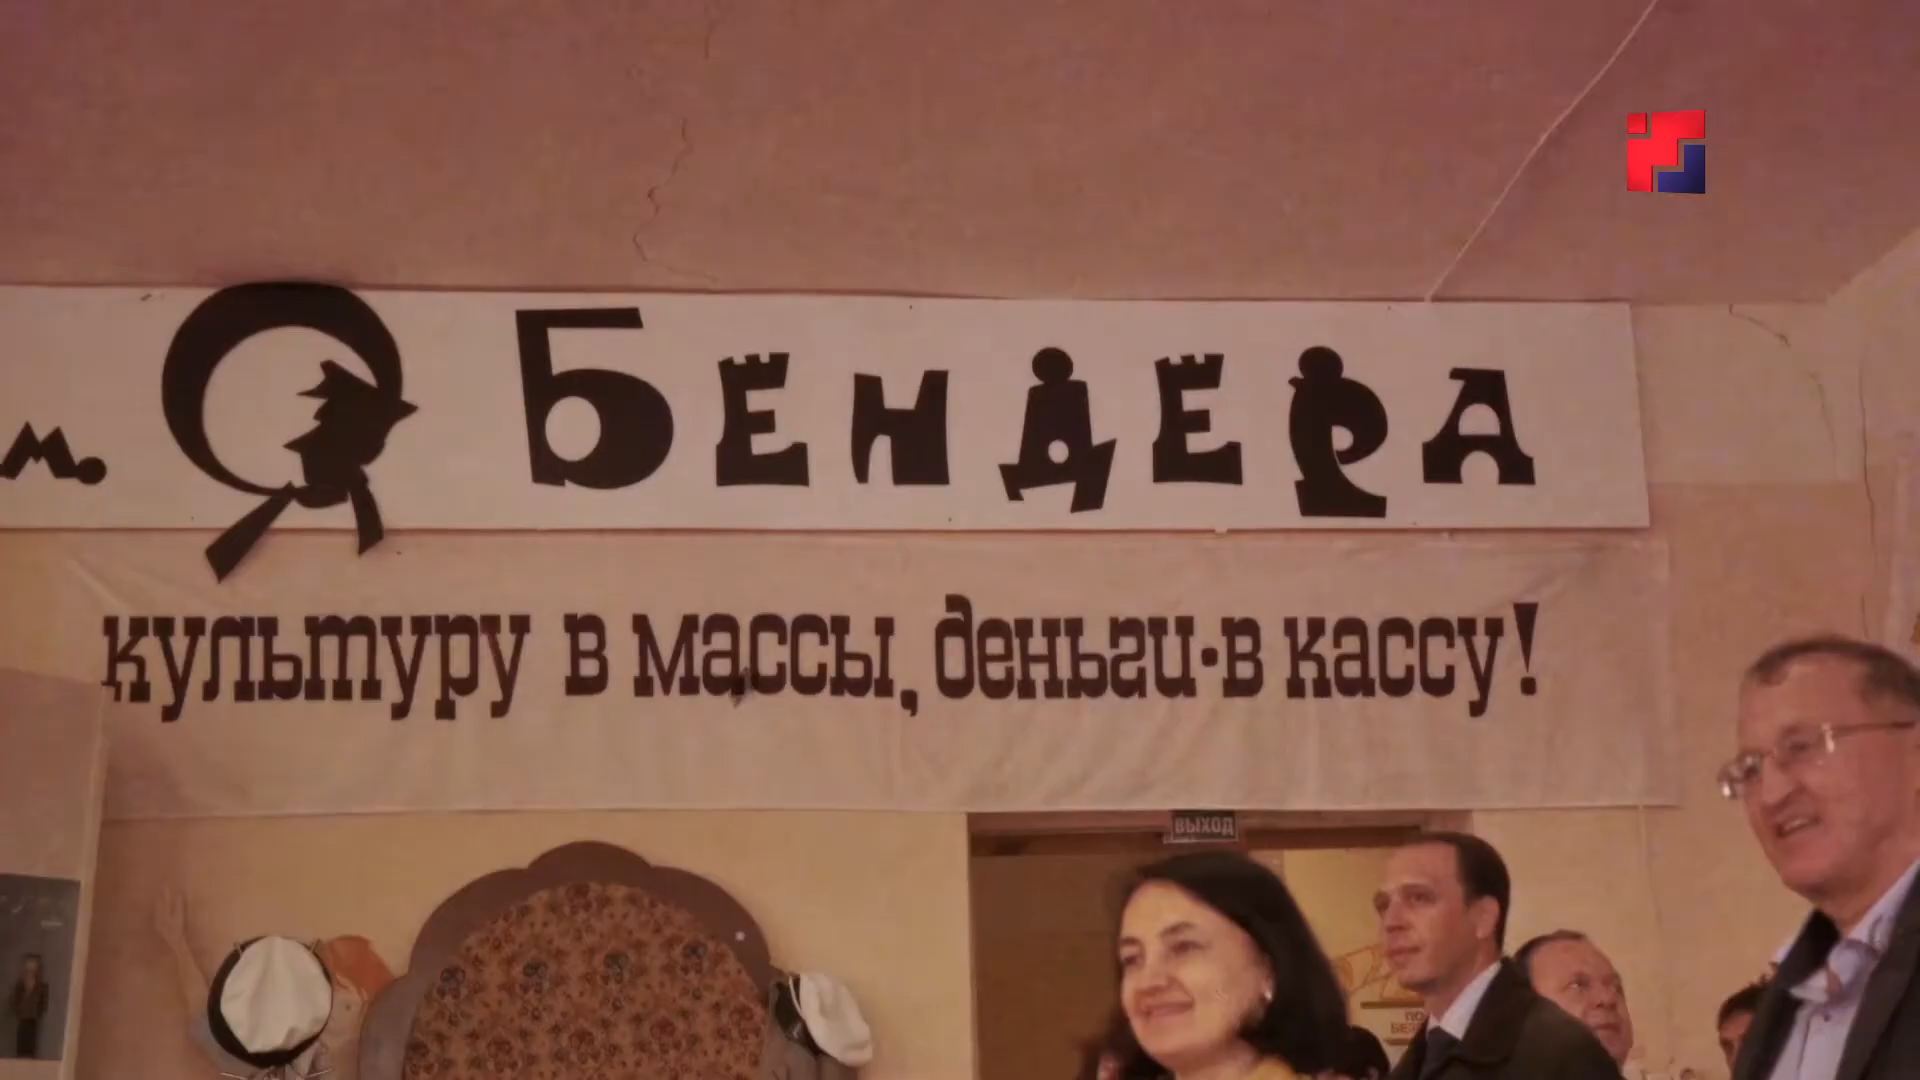 м. О Бендера
культуру в массы, деньги-в кассу!
ВЫХОД